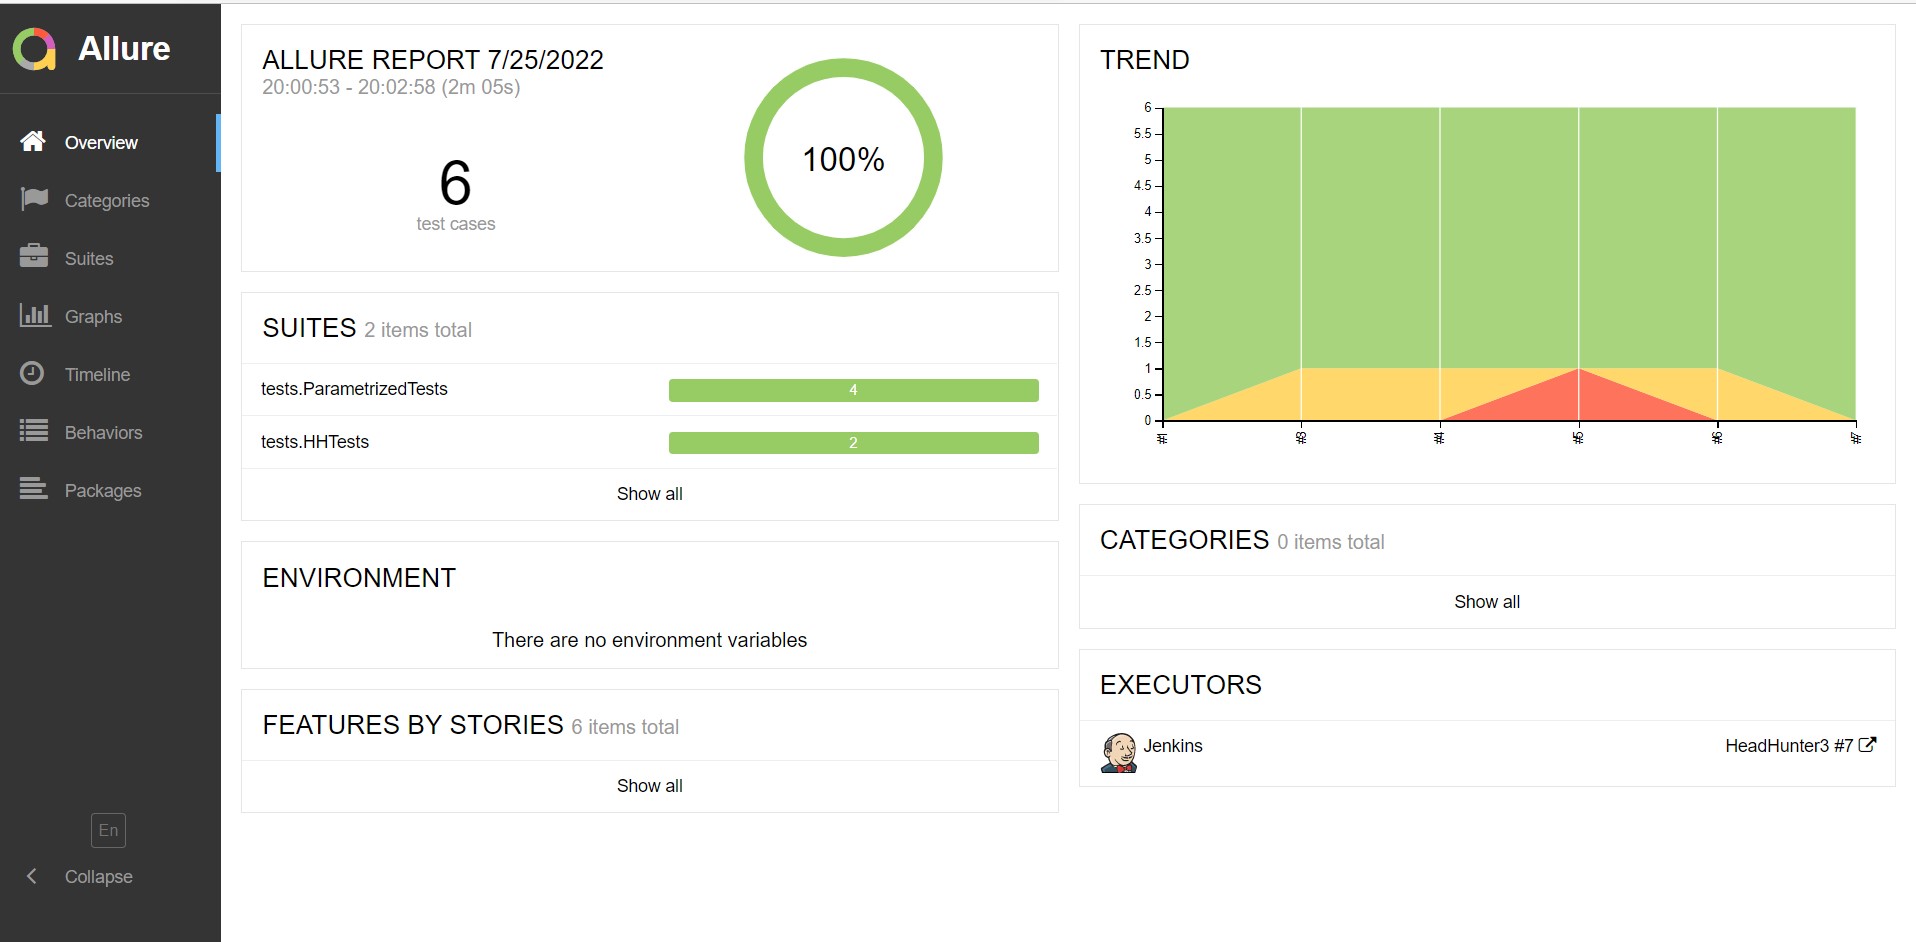 Allure
Overview
Categories
Suites
Graphs
Timeline
Behaviors
Packages
En
Collapse
ALLURE REPORT 7/25/2022
20:00:53 - 20:02:58 (2m 05s)
6
test cases
100%
SUITES 2 items total
tests.ParametrizedTests 4
tests.HHTests 2
Show all
ENVIRONMENT
There are no environment variables
FEATURES BY STORIES 6 items total
Show all
TREND
6
5.5
5
4.5
4
3.5
3
2.5
2
1.5
1
0.5
0
#1 #3 #4 #5 #6 #7
CATEGORIES 0 items total
Show all
EXECUTORS
Jenkins HeadHunter3 #7